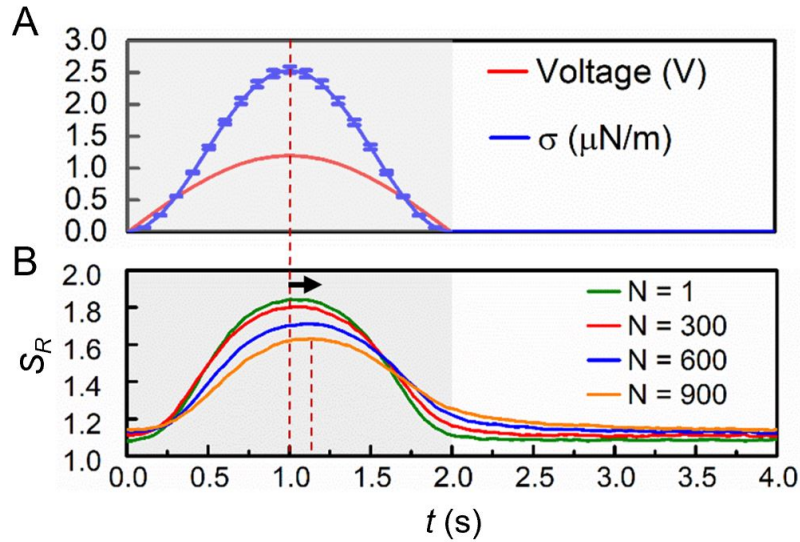 A
3.0
2.5
2.0
1.5
1.0
0.5
0.0
Voltage (V)
σ (μN/m)
B
2.0
1.8
1.6
1.4
1.2
1.0
S_R
N = 1
N = 300
N = 600
N = 900
0.0 0.5 1.0 1.5 2.0 2.5 3.0 3.5 4.0
t (s)